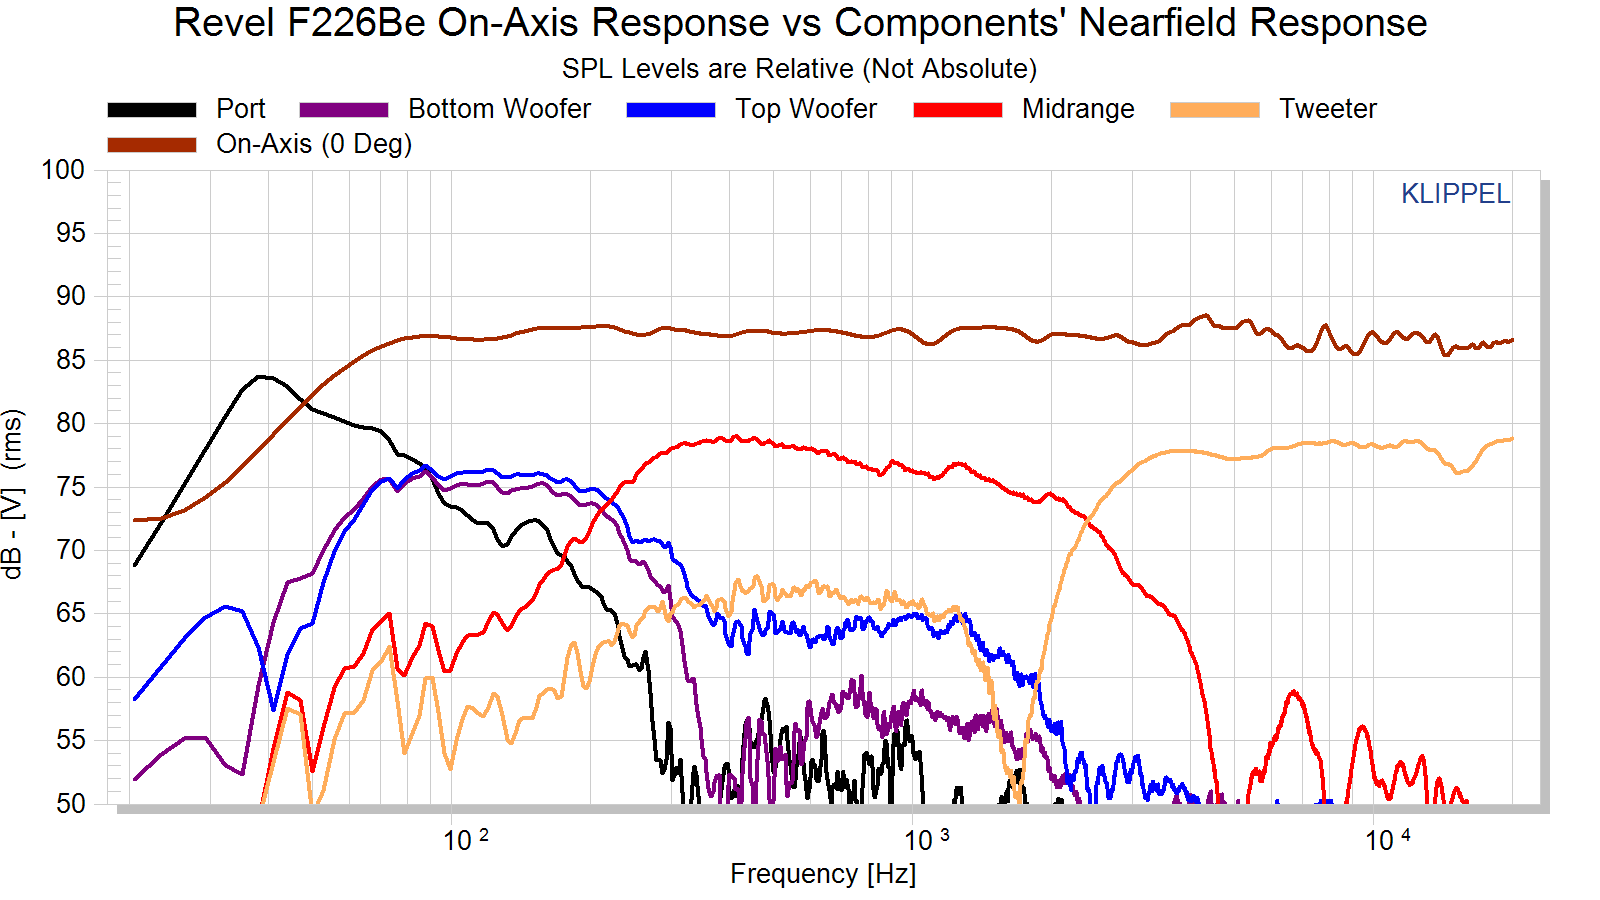 Revel F226Be On-Axis Response vs Components' Nearfield Response
SPL Levels are Relative (Not Absolute)
Port Bottom Woofer Top Woofer Midrange Tweeter
On-Axis (0 Deg)
KLIPPEL
100
95
90
85
80
75
70
65
60
55
50
dB - [V] (rms)
10 2 10 3 10 4
Frequency [Hz]